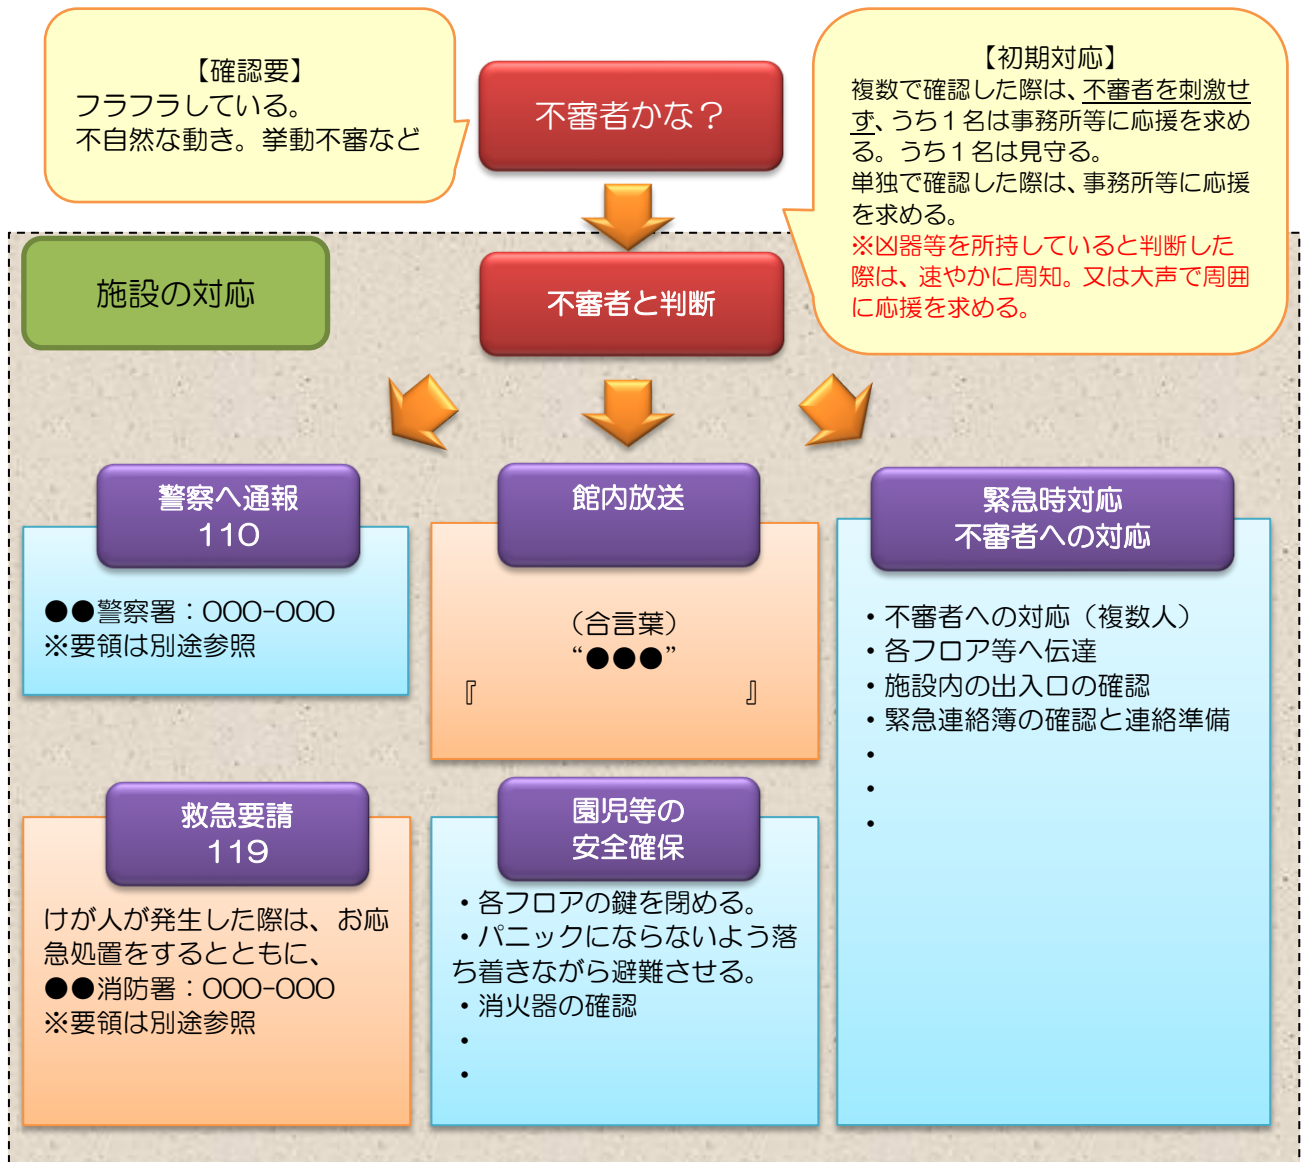 【確認要】
フラフラしている。
不自然な動き。挙動不審など
不審者かな？
【初期対応】
複数で確認した際は、不審者を刺激せ
ず、うち１名は事務所等に応援を求め
る。うち１名は見守る。
単独で確認した際は、事務所等に応援
を求める。
※凶器等を所持していると判断した
際は、速やかに周知。又は大声で周囲
に応援を求める。
施設の対応
不審者と判断
警察へ通報
110
●●警察署：000-000
※要領は別途参照
館内放送
（合言葉）
“●●●”
『　　　　　　　　　　』
緊急時対応
不審者への対応
・不審者への対応（複数人）
・各フロア等へ伝達
・施設内の出入口の確認
・緊急連絡簿の確認と連絡準備
・
・
・
救急要請
119
けが人が発生した際は、お応
急処置をするとともに、
●●消防署：000-000
※要領は別途参照
園児等の
安全確保
・各フロアの鍵を閉める。
・パニックにならないよう落
ち着きながら避難させる。
・消火器の確認
・
・